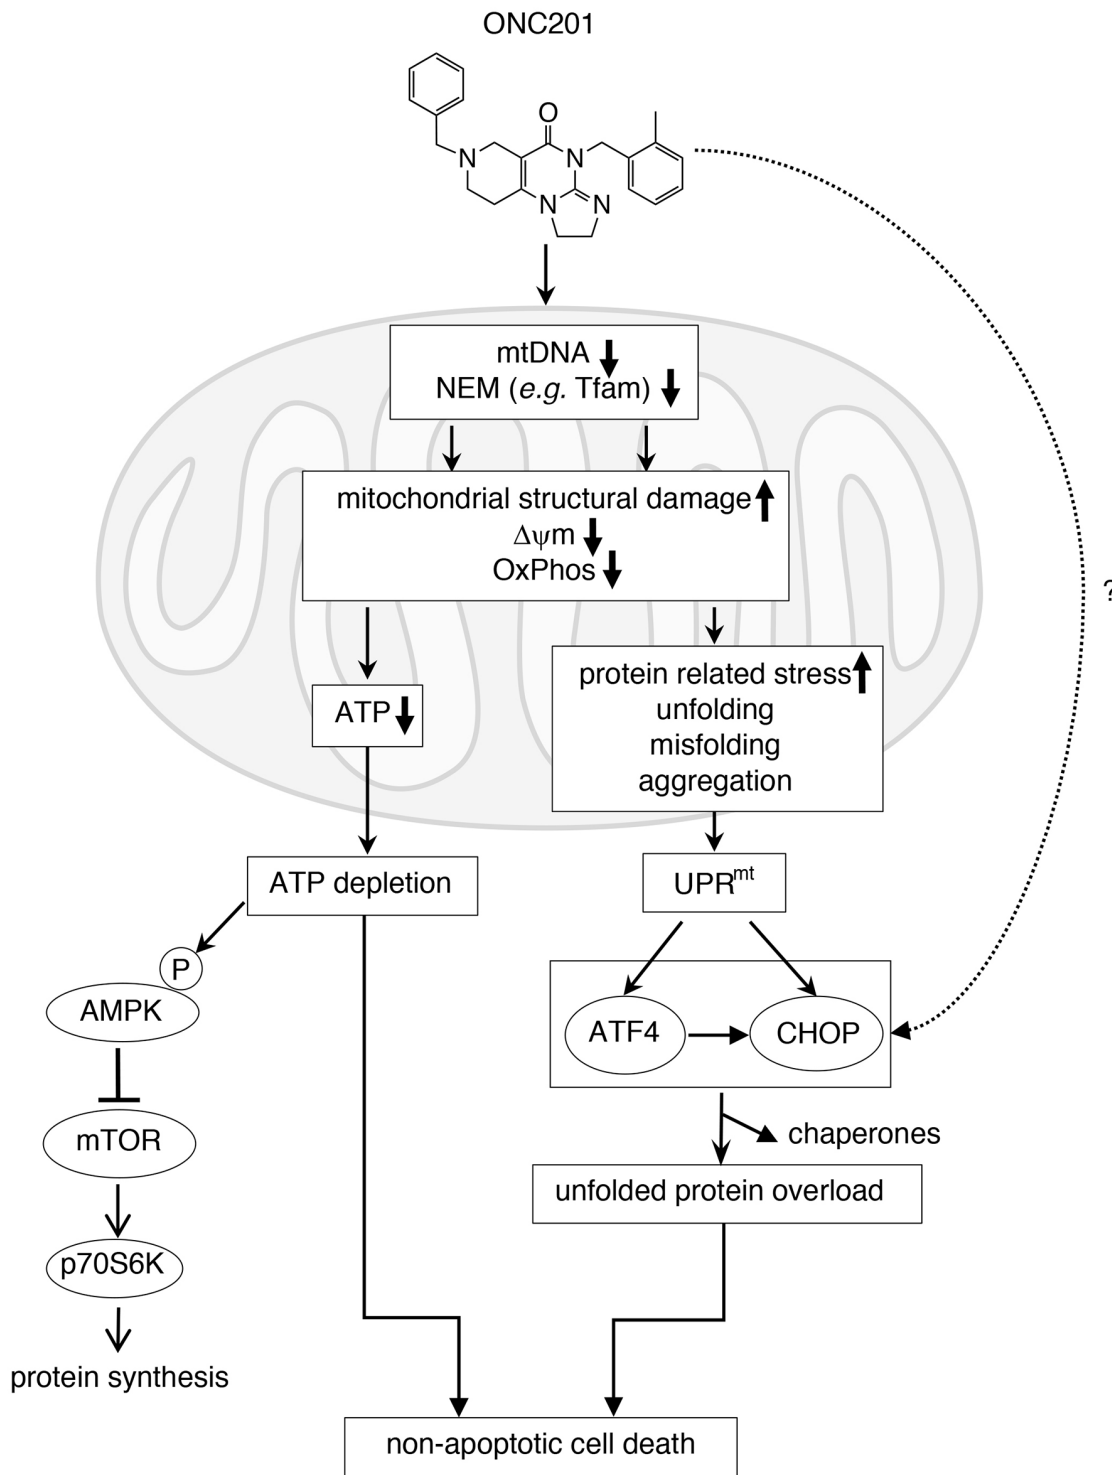 ONC201
O
N
N
N
N
mtDNA
NEM (e.g. Tfam)
mitochondrial structural damage
Δψm
OxPhos
?
protein related stress
unfolding
misfolding
aggregation
ATP
ATP depletion
UPRmt
P
AMPK
ATF4
CHOP
mTOR
chaperones
unfolded protein overload
p70S6K
protein synthesis
non-apoptotic cell death